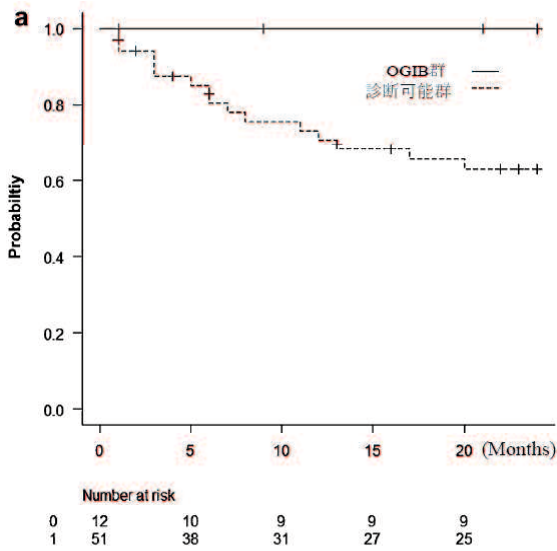 a
1.0
OGIB群
診断可能群
0.8
0.6
Probabiltiy
0.4
0.2
0.0
0 5 10 15 20 (Months)
Number at risk
0 12 10 9 9 9
1 51 38 31 27 25